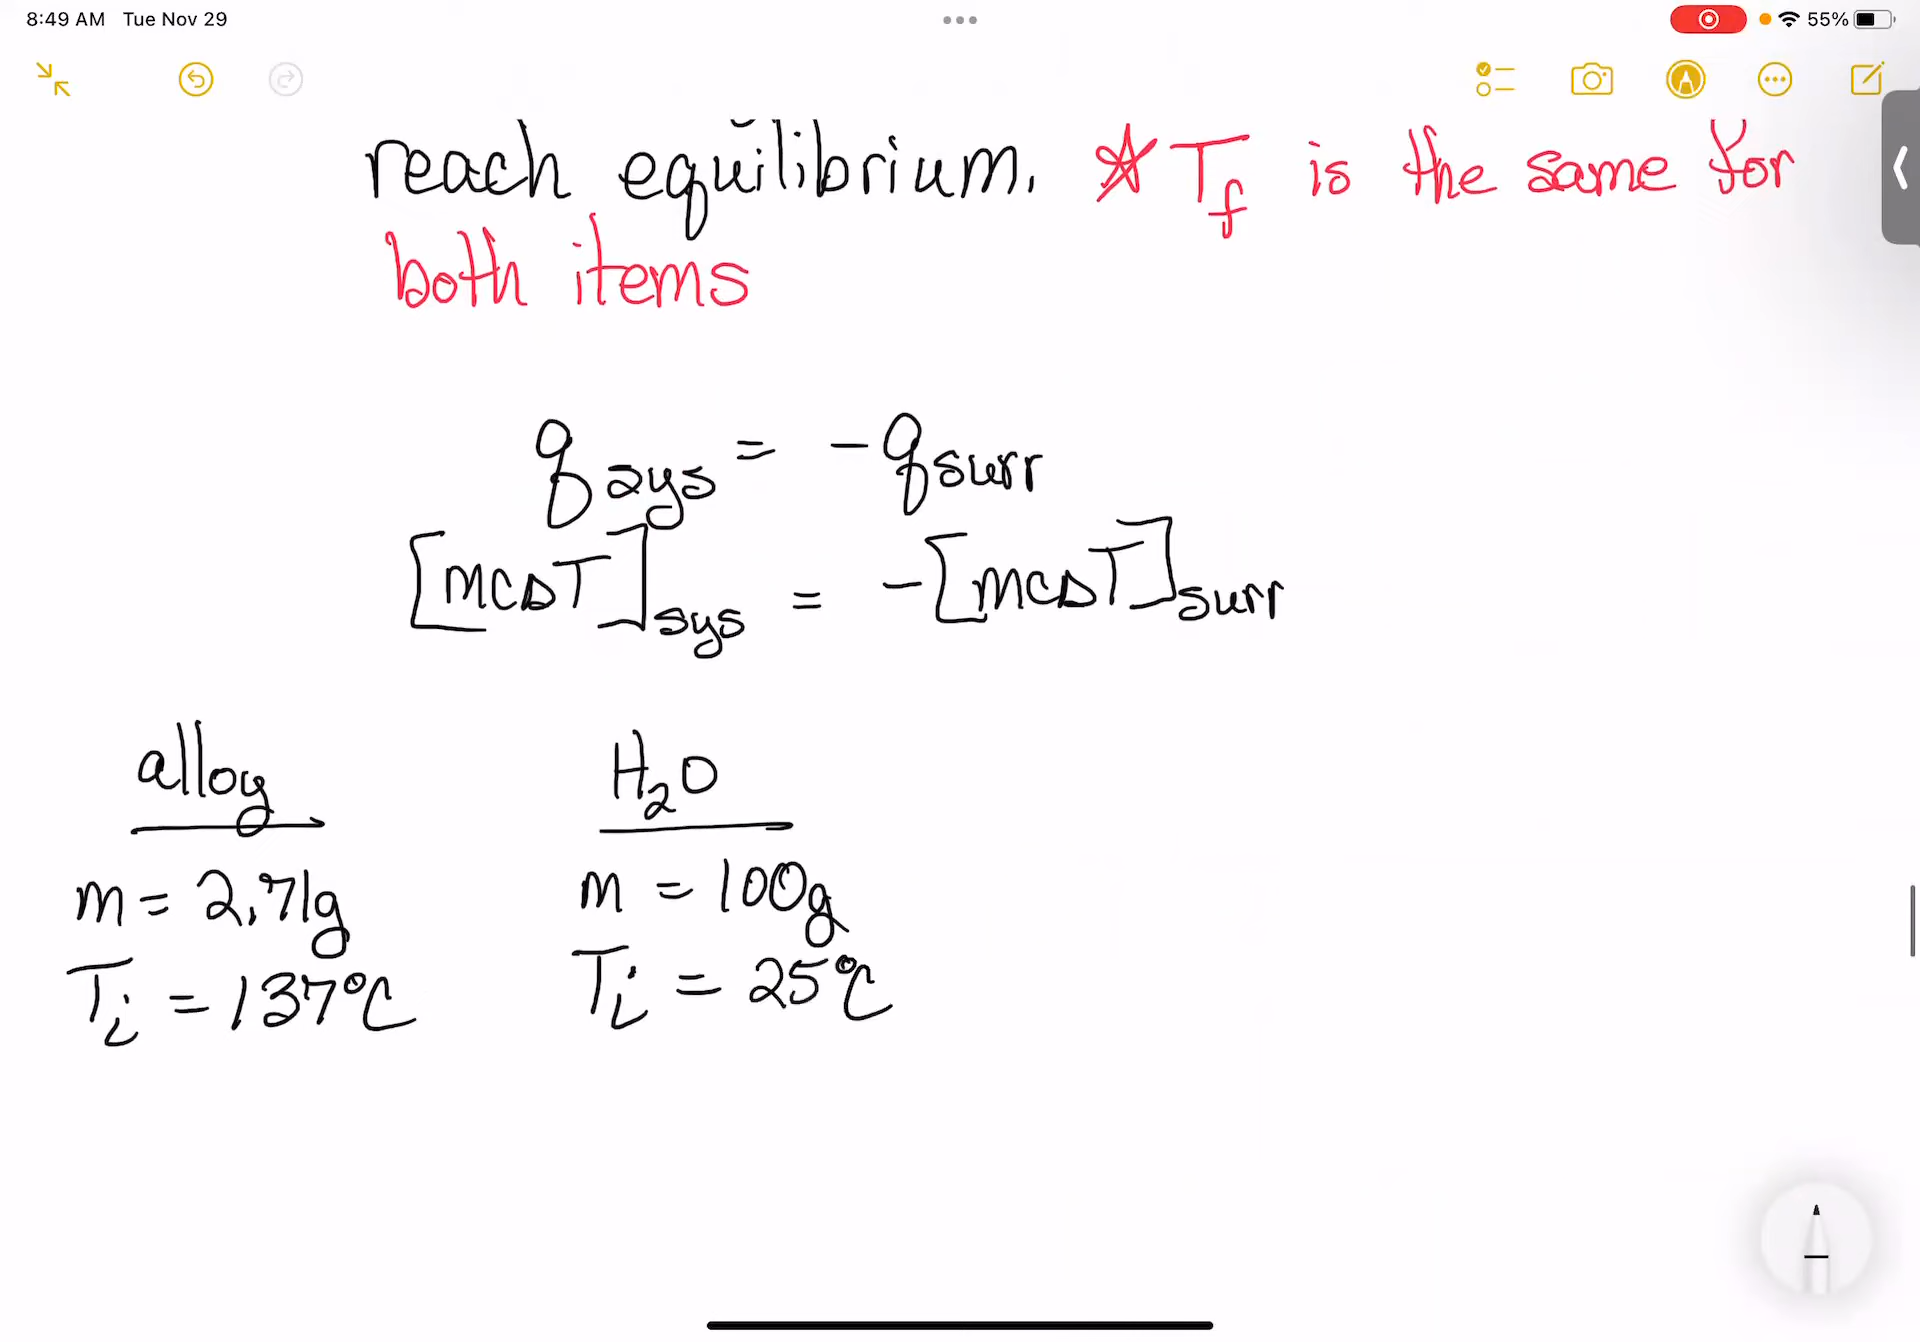 8:49 AM Tue Nov 29
55%
reach equilibrium. * Tf is the same for
both items
qsys = -qsurr
[mcΔT]sys = -[mcΔT]surr
alloy H₂O
m = 2.71g m = 100g
Ti = 137°C Ti = 25°C